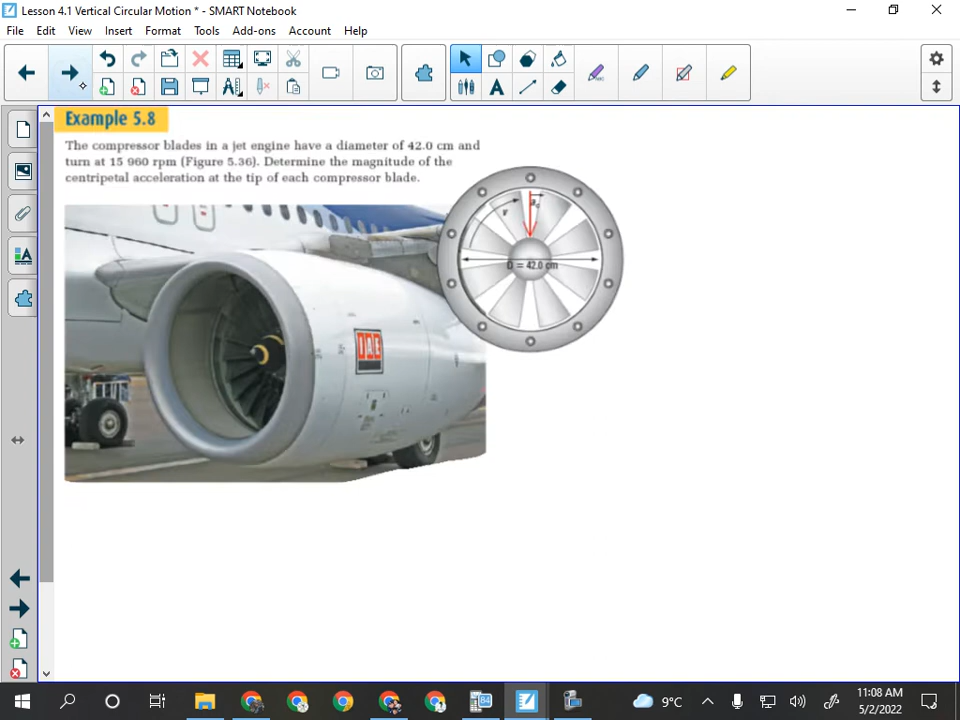 Lesson 4.1 Vertical Circular Motion * - SMART Notebook
File Edit View Insert Format Tools Add-ons Account Help
Example 5.8
The compressor blades in a jet engine have a diameter of 42.0 cm and
turn at 15 960 rpm (Figure 5.36). Determine the magnitude of the
centripetal acceleration at the tip of each compressor blade.
D = 42.0 cm
9°C
11:08 AM
5/2/2022